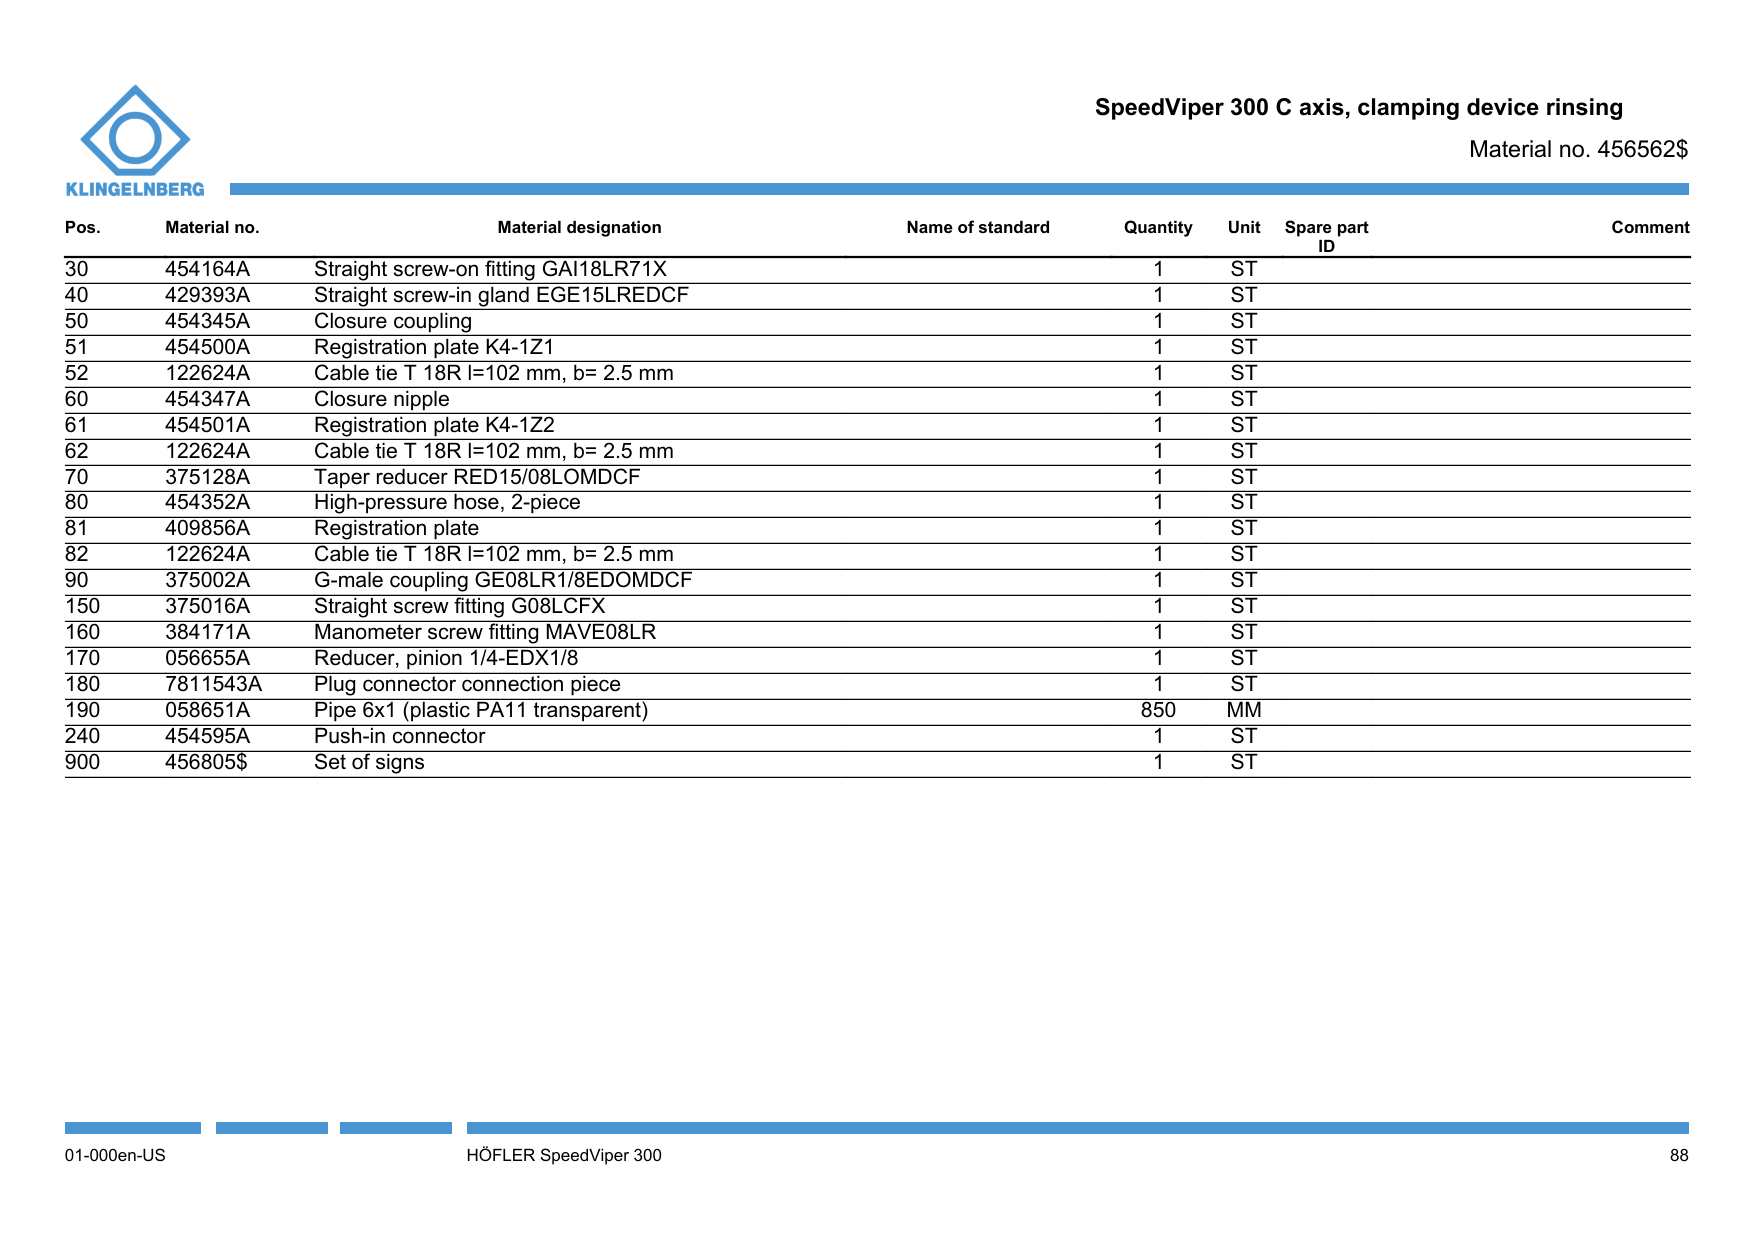 SpeedViper 300 C axis, clamping device rinsing
Material no. 456562$
KLINGELNBERG
Pos. Material no. Material designation Name of standard Quantity Unit Spare part ID Comment
30 454164A Straight screw-on fitting GAI18LR71X 1 ST
40 429393A Straight screw-in gland EGE15LREDCF 1 ST
50 454345A Closure coupling 1 ST
51 454500A Registration plate K4-1Z1 1 ST
52 122624A Cable tie T 18R l=102 mm, b= 2.5 mm 1 ST
60 454347A Closure nipple 1 ST
61 454501A Registration plate K4-1Z2 1 ST
62 122624A Cable tie T 18R l=102 mm, b= 2.5 mm 1 ST
70 375128A Taper reducer RED15/08LOMDCF 1 ST
80 454352A High-pressure hose, 2-piece 1 ST
81 409856A Registration plate 1 ST
82 122624A Cable tie T 18R l=102 mm, b= 2.5 mm 1 ST
90 375002A G-male coupling GE08LR1/8EDOMDCF 1 ST
150 375016A Straight screw fitting G08LCFX 1 ST
160 384171A Manometer screw fitting MAVE08LR 1 ST
170 056655A Reducer, pinion 1/4-EDX1/8 1 ST
180 7811543A Plug connector connection piece 1 ST
190 058651A Pipe 6x1 (plastic PA11 transparent) 850 MM
240 454595A Push-in connector 1 ST
900 456805$ Set of signs 1 ST
01-000en-US HÖFLER SpeedViper 300 88